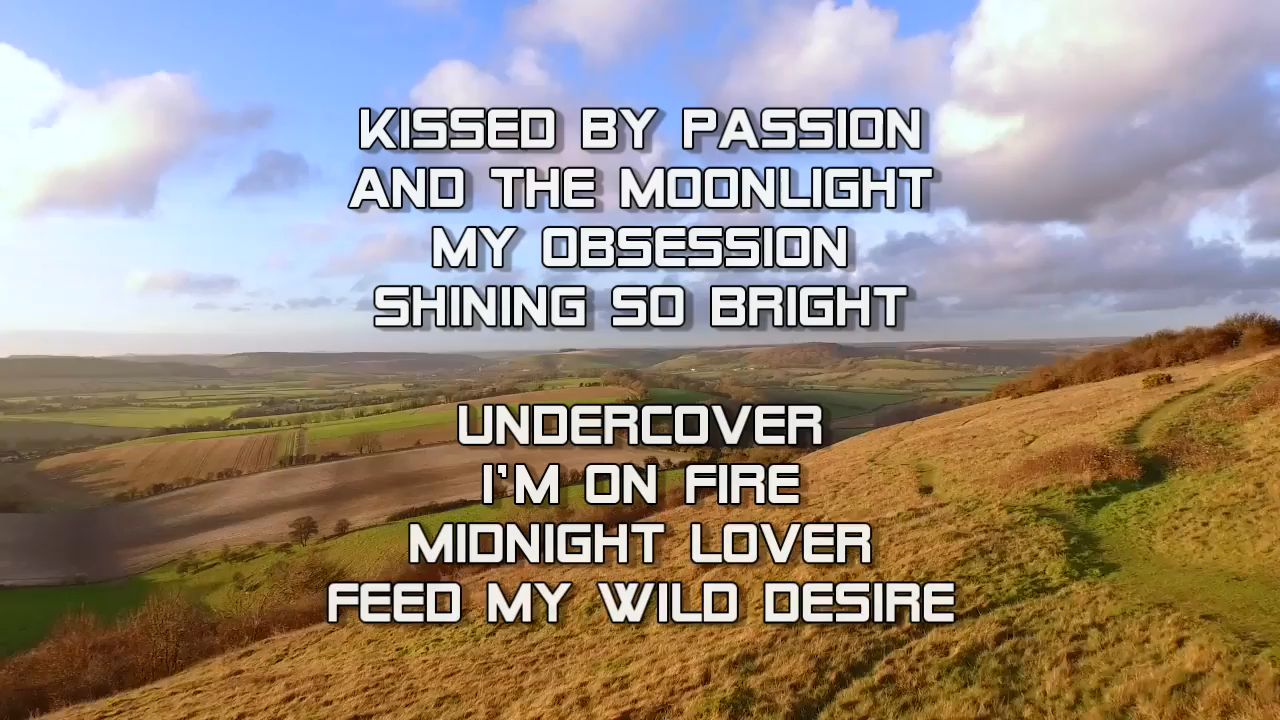 KISSED BY PASSION
AND THE MOONLIGHT
MY OBSESSION
SHINING SO BRIGHT
UNDERCOVER
I'M ON FIRE
MIDNIGHT LOVER
FEED MY WILD DESIRE